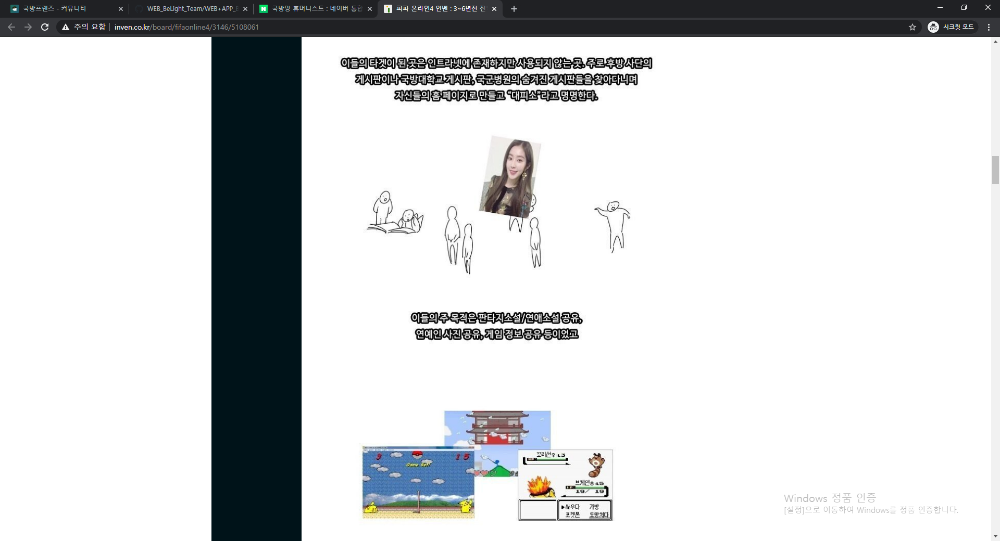 국방프렌즈 - 커뮤니티
WEB_BeLight_Team/WEB+APP_B
국방망 휴머니스트 : 네이버 통합
피파 온라인4 인벤 : 3~6년전 전
주의 요함
inven.co.kr/board/fifaonline4/3146/5108061
시크릿 모드
이들의 타겟이 된 곳은 인트라넷에 존재하지만 사용되지 않는 곳. 주로 후방 사단의
게시판이나 국방대학교 게시판, 국군병원의 숨겨진 게시판들을 찾아다니며
자신들의 홈 페이지로 만들고 “대피소”라고 명명한다.
이들의 주 목적은 판타지소설/연애소설 공유,
연예인 사진 공유, 게임 정보 공유 등이었고
3
15
Game Set!
꼬리선♀:L3
HP:
브케인♂:L5
HP:
19/ 19
▶싸우다 가방
포켓몬 도망치다
Windows 정품 인증
[설정]으로 이동하여 Windows를 정품 인증합니다.